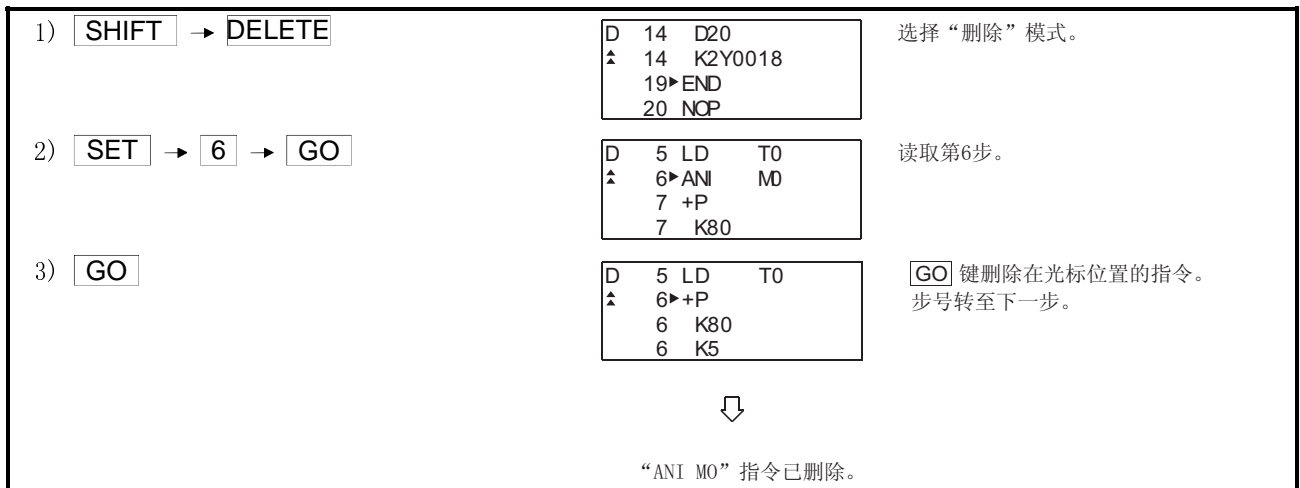 1) SHIFT → DELETE
D 14 D20
14 K2Y0018
19▶END
20 NOP
选择“删除”模式。
2) SET → 6 → GO
D 5 LD T0
6▶ANI M0
7 +P
7 K80
读取第6步。
3) GO
D 5 LD T0
6▶+P
6 K80
6 K5
GO 键删除在光标位置的指令。
步号转至下一步。
“ANI MO”指令已删除。